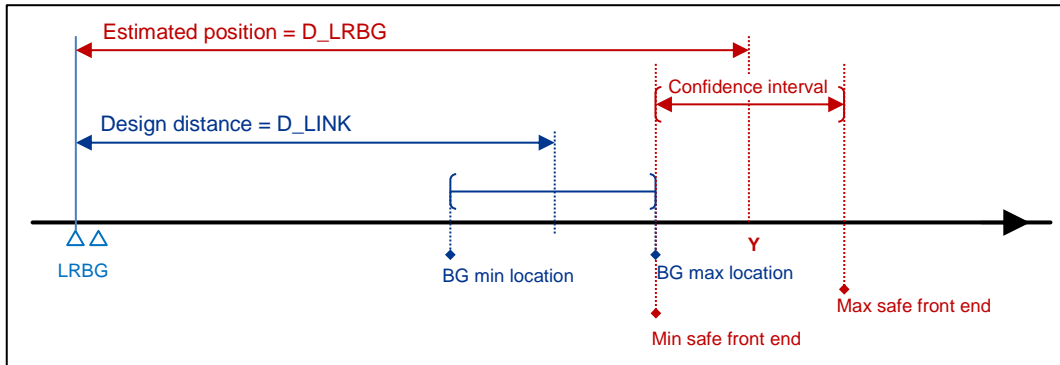 Estimated position = D_LRBG
Confidence interval
Design distance = D_LINK
Y
LRBG
BG min location
BG max location
Max safe front end
Min safe front end